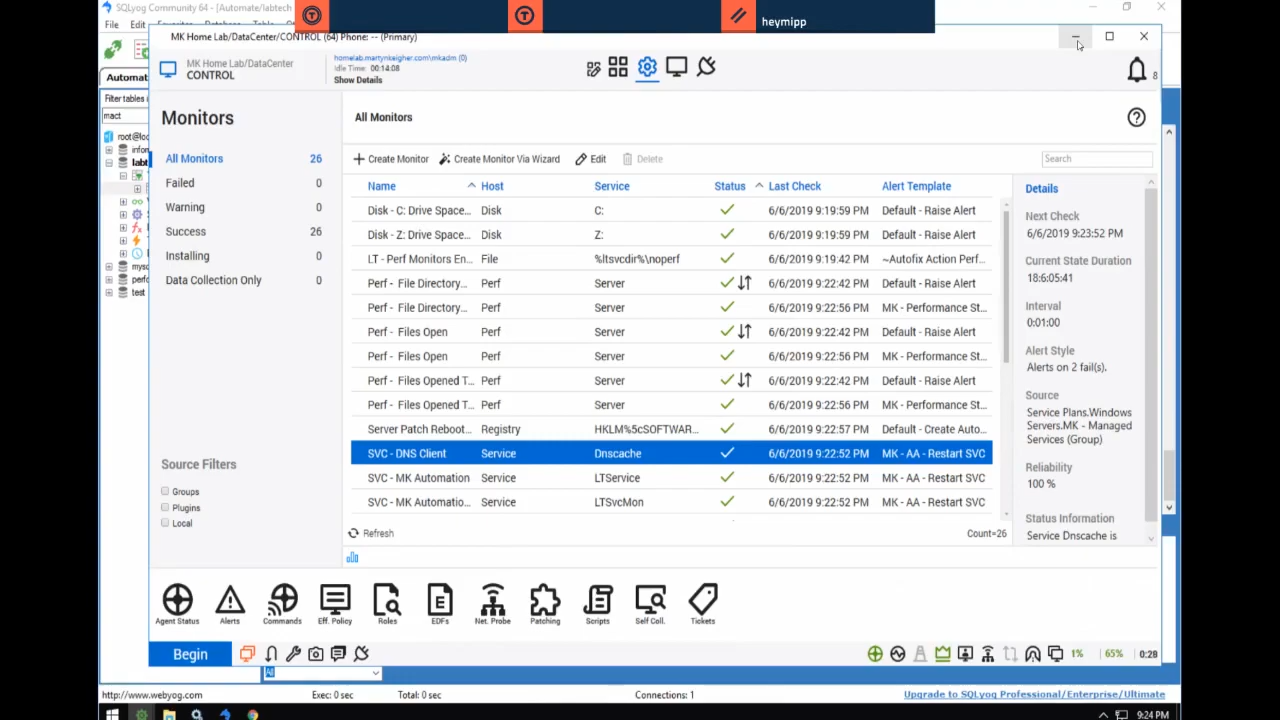 SQLyog Community 64 - [Automate/labtech
heymipp
File Edit
MK Home Lab/DataCenter/CONTROL (64) Phone: -- (Primary)
MK Home Lab/DataCenter
CONTROL
homelab.martynkeigher.com\mkadm (0)
Idle Time: 00:14:08
Show Details
8
Automat
Filter tables
mact
root@loc
infor
labt
mysc
perfo
test
Monitors
All Monitors 26
Failed 0
Warning 0
Success 26
Installing 0
Data Collection Only 0
Source Filters
Groups
Plugins
Local
All Monitors
Create Monitor Create Monitor Via Wizard Edit Delete Search
Name Host Service Status Last Check Alert Template
Disk - C: Drive Space... Disk C: 6/6/2019 9:19:59 PM Default - Raise Alert
Disk - Z: Drive Space... Disk Z: 6/6/2019 9:19:59 PM Default - Raise Alert
LT - Perf Monitors En... File %ltsvcdir%\noperf 6/6/2019 9:19:42 PM ~Autofix Action Perf...
Perf - File Directory... Perf Server 6/6/2019 9:22:42 PM Default - Raise Alert
Perf - File Directory... Perf Server 6/6/2019 9:22:56 PM MK - Performance St...
Perf - Files Open Perf Server 6/6/2019 9:22:42 PM Default - Raise Alert
Perf - Files Open Perf Server 6/6/2019 9:22:56 PM MK - Performance St...
Perf - Files Opened T... Perf Server 6/6/2019 9:22:42 PM Default - Raise Alert
Perf - Files Opened T... Perf Server 6/6/2019 9:22:56 PM MK - Performance St...
Server Patch Reboot... Registry HKLM%5cSOFTWAR... 6/6/2019 9:22:57 PM Default - Create Auto...
SVC - DNS Client Service Dnscache 6/6/2019 9:22:52 PM MK - AA - Restart SVC
SVC - MK Automation Service LTService 6/6/2019 9:22:52 PM MK - AA - Restart SVC
SVC - MK Automatio... Service LTSvcMon 6/6/2019 9:22:52 PM MK - AA - Restart SVC
Refresh Count=26
Details
Next Check
6/6/2019 9:23:52 PM
Current State Duration
18:6:05:41
Interval
0:01:00
Alert Style
Alerts on 2 fail(s).
Source
Service Plans.Windows
Servers.MK - Managed
Services (Group)
Reliability
100 %
Status Information
Service Dnscache is
Agent Status Alerts Commands Eff. Policy Roles EDFs Net. Probe Patching Scripts Self Coll. Tickets
Begin 1% 65% 0:28
All
http://www.webyog.com Exec: 0 sec Total: 0 sec Connections: 1 Upgrade to SQLyog Professional/Enterprise/Ultimate
9:24 PM